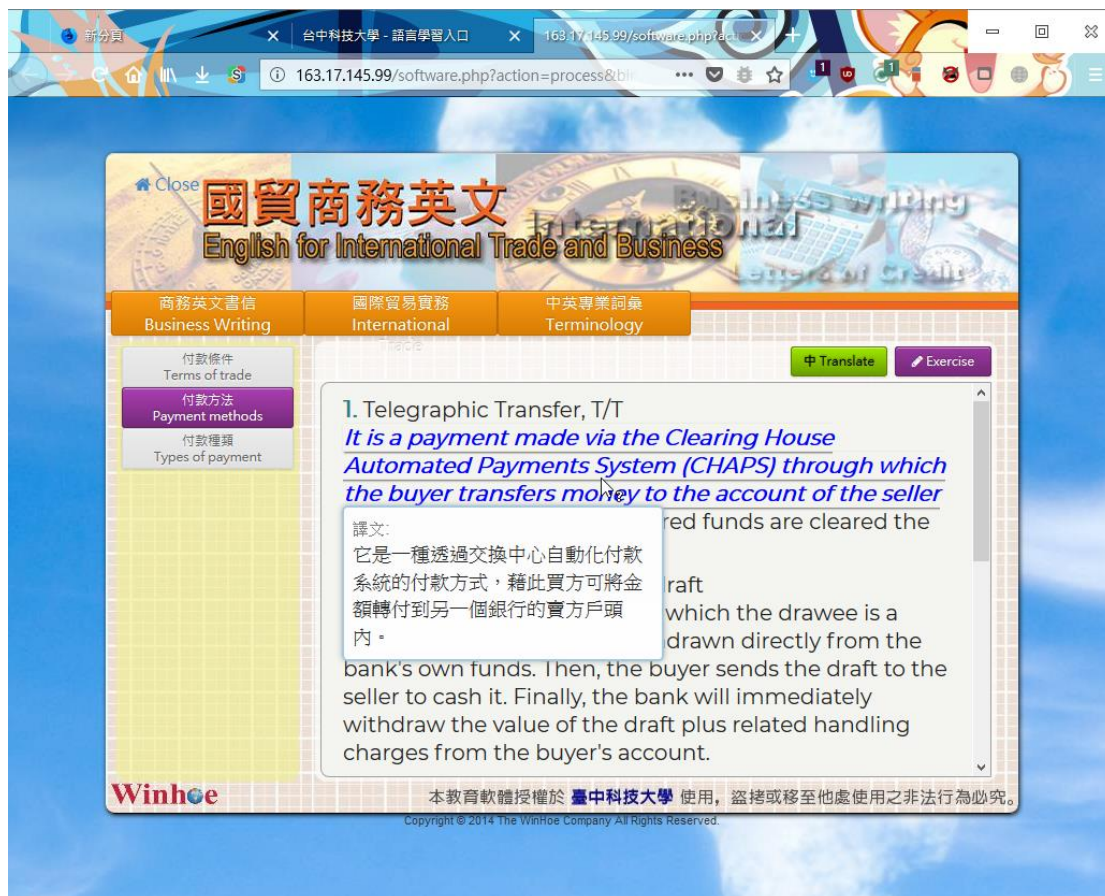 新分頁
台中科技大學 - 語言學習入口
163.17.145.99/software.php?acti
163.17.145.99/software.php?action=process&bin
1
1
Close
國貿商務英文
English for International Trade and Business
Business writing
International
Letters of Credit
商務英文書信
Business Writing
國際貿易實務
International
Trade
中英專業詞彙
Terminology
付款條件
Terms of trade
付款方法
Payment methods
付款種類
Types of payment
中 Translate
Exercise
1. Telegraphic Transfer, T/T
It is a payment made via the Clearing House
Automated Payments System (CHAPS) through which
the buyer transfers money to the account of the seller
red funds are cleared the
譯文:
它是一種透過交換中心自動化付款
系統的付款方式，藉此買方可將金
額轉付到另一個銀行的賣方戶頭
內。
raft
which the drawee is a
drawn directly from the
bank's own funds. Then, the buyer sends the draft to the
seller to cash it. Finally, the bank will immediately
withdraw the value of the draft plus related handling
charges from the buyer's account.
Winhoe
本教育軟體授權於 臺中科技大學 使用，盜拷或移至他處使用之非法行為必究。
Copyright © 2014 The WinHoe Company All Rights Reserved.